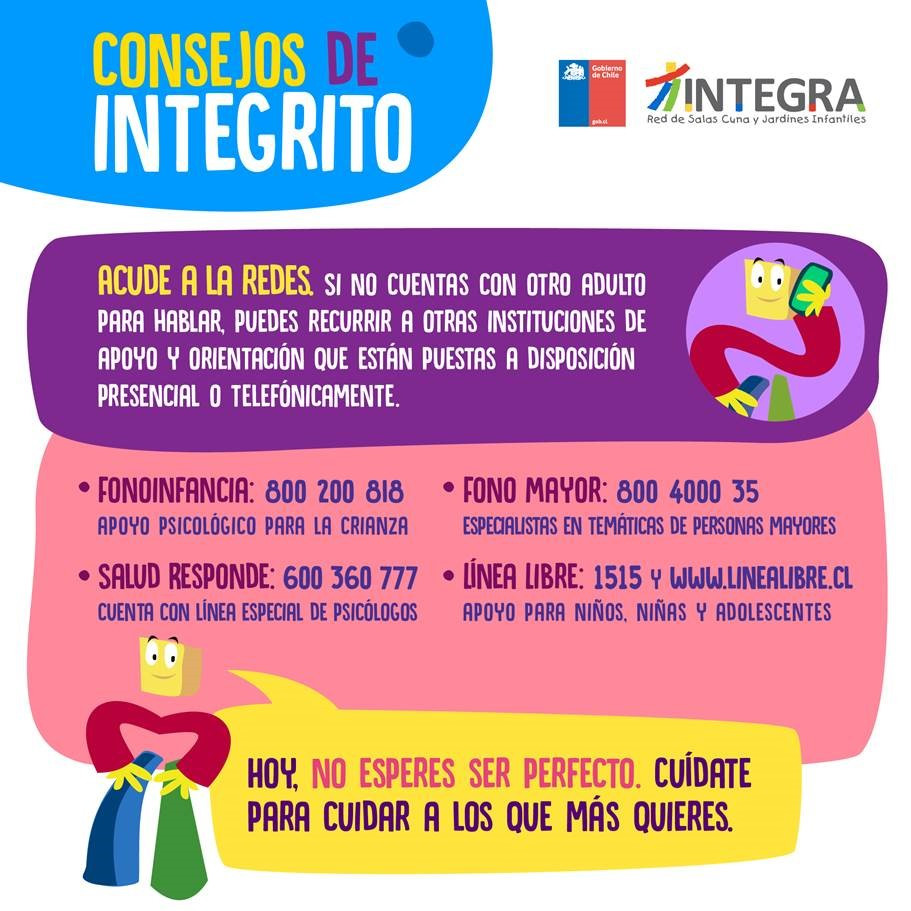 CONSEJOS DE
INTEGRITO
Gobierno
de Chile
gob.cl
INTEGRA
Red de Salas Cuna y Jardines Infantiles
ACUDE A LA REDES. SI NO CUENTAS CON OTRO ADULTO
PARA HABLAR, PUEDES RECURRIR A OTRAS INSTITUCIONES DE
APOYO Y ORIENTACIÓN QUE ESTÁN PUESTAS A DISPOSICIÓN
PRESENCIAL O TELEFÓNICAMENTE.
• FONOINFANCIA: 800 200 818
APOYO PSICOLÓGICO PARA LA CRIANZA
• SALUD RESPONDE: 600 360 777
CUENTA CON LÍNEA ESPECIAL DE PSICÓLOGOS
• FONO MAYOR: 800 4000 35
ESPECIALISTAS EN TEMÁTICAS DE PERSONAS MAYORES
• LÍNEA LIBRE: 1515 Y WWW.LINEALIBRE.CL
APOYO PARA NIÑOS, NIÑAS Y ADOLESCENTES
HOY, NO ESPERES SER PERFECTO. CUÍDATE
PARA CUIDAR A LOS QUE MÁS QUIERES.